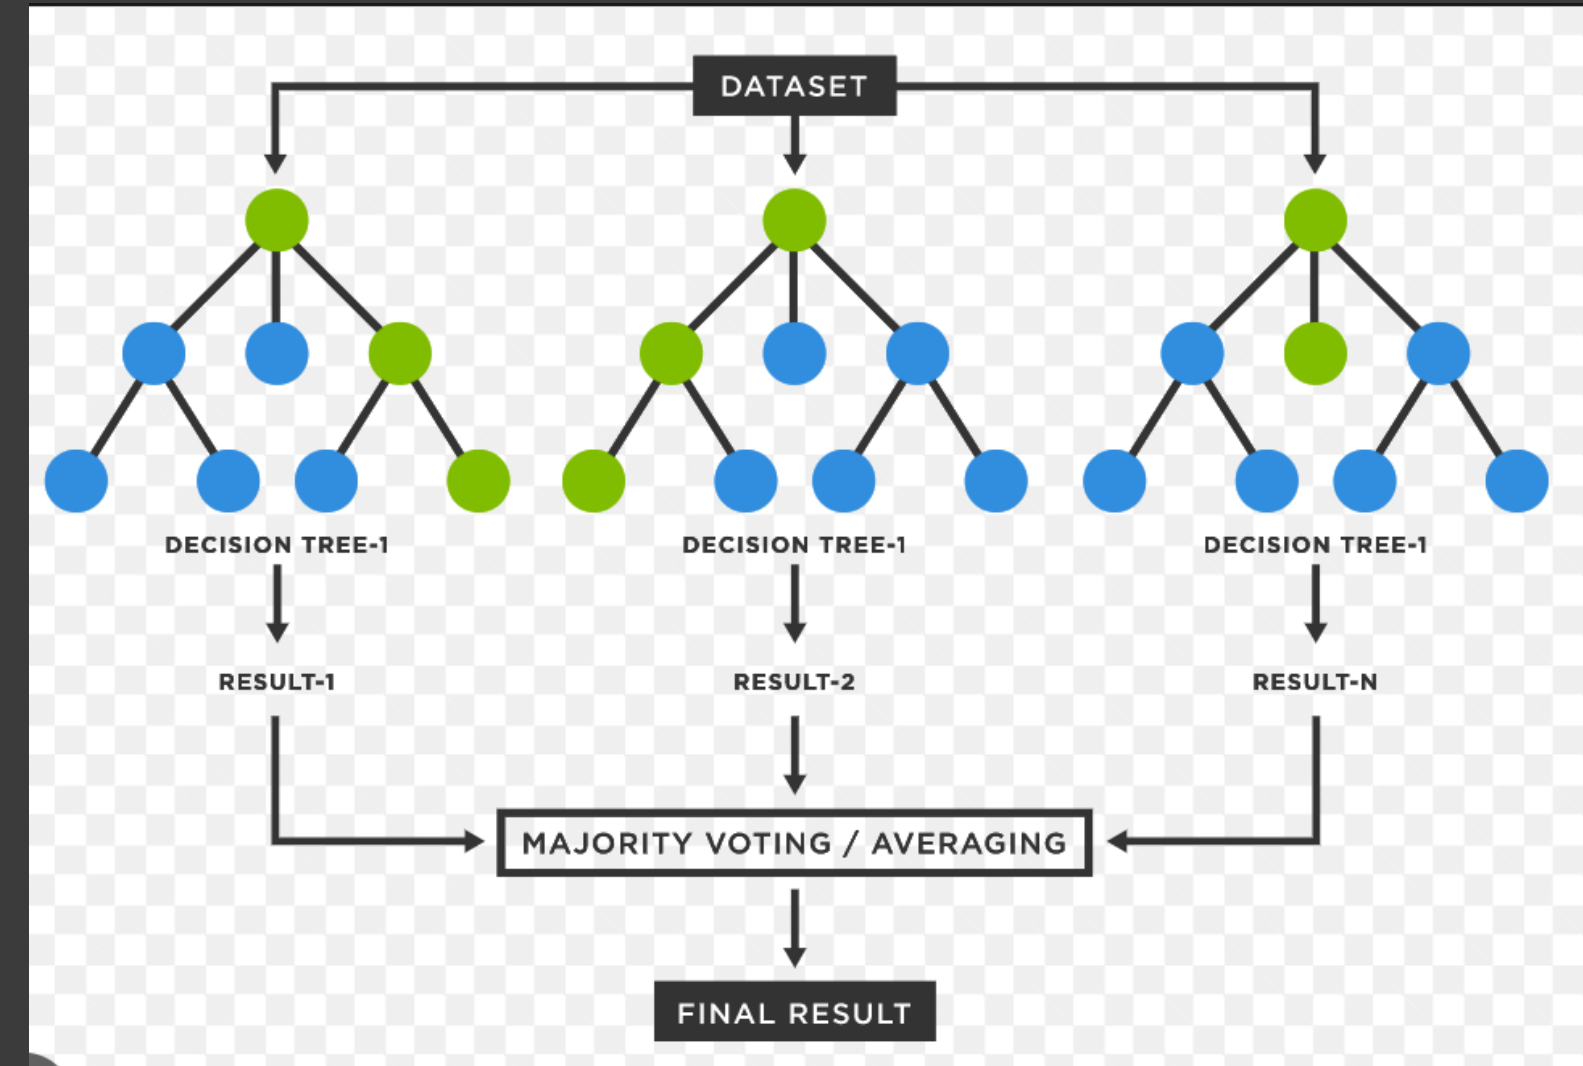 DATASET
DECISION TREE-1
DECISION TREE-1
DECISION TREE-1
RESULT-1
RESULT-2
RESULT-N
MAJORITY VOTING / AVERAGING
FINAL RESULT